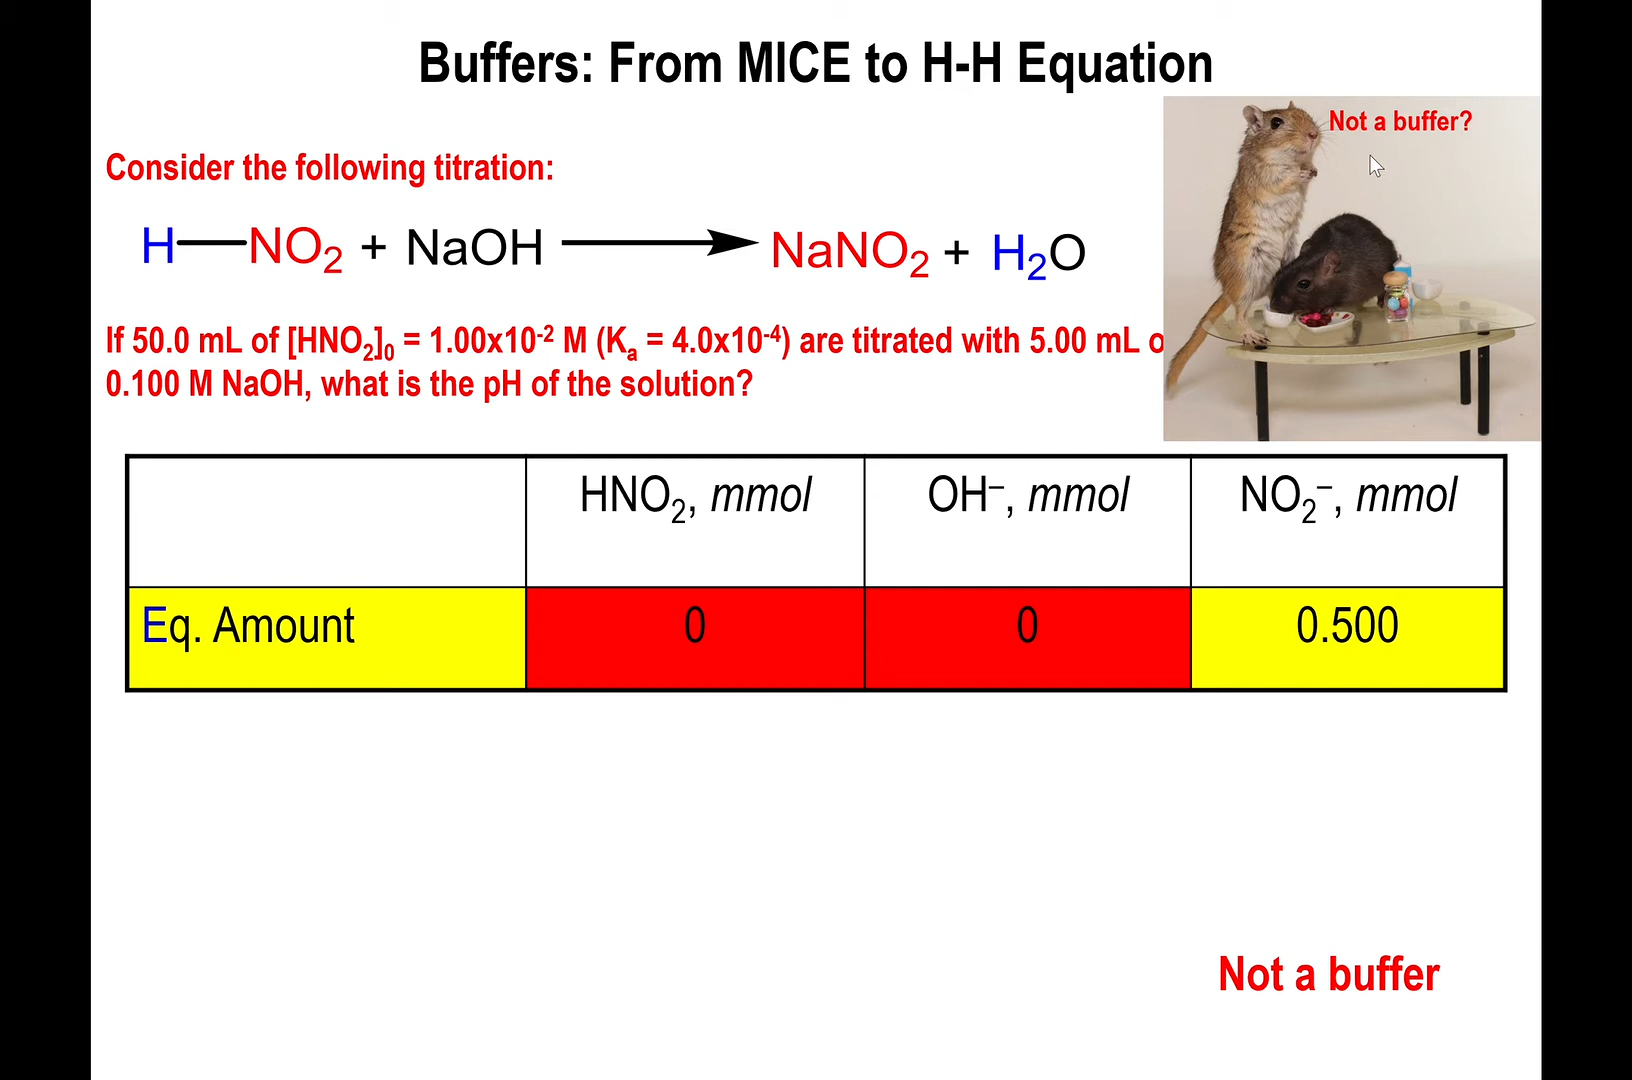 Buffers: From MICE to H-H Equation
Not a buffer?
Consider the following titration:
H—NO₂ + NaOH → NaNO₂ + H₂O
If 50.0 mL of [HNO₂]₀ = 1.00x10⁻² M (Kₐ = 4.0x10⁻⁴) are titrated with 5.00 mL o
0.100 M NaOH, what is the pH of the solution?
HNO₂, mmol OH⁻, mmol NO₂⁻, mmol
Eq. Amount 0 0 0.500
Not a buffer